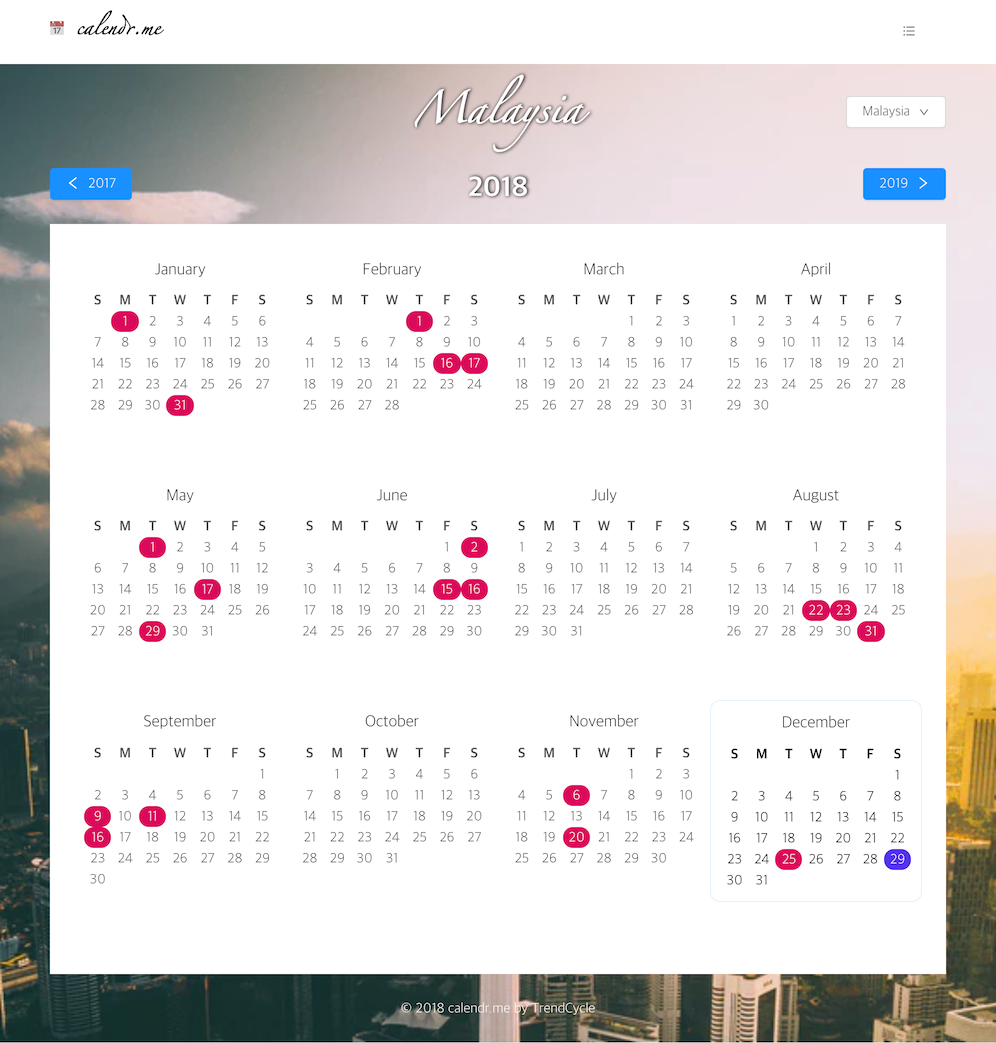 17 calendr.me
Malaysia
Malaysia
2017
2018
2019
January February March April
S M T W T F S S M T W T F S S M T W T F S S M T W T F S
1 2 3 4 5 6 1 2 3 1 2 3 1 2 3 4 5 6 7
7 8 9 10 11 12 13 4 5 6 7 8 9 10 4 5 6 7 8 9 10 8 9 10 11 12 13 14
14 15 16 17 18 19 20 11 12 13 14 15 16 17 11 12 13 14 15 16 17 15 16 17 18 19 20 21
21 22 23 24 25 26 27 18 19 20 21 22 23 24 18 19 20 21 22 23 24 22 23 24 25 26 27 28
28 29 30 31 25 26 27 28 25 26 27 28 29 30 31 29 30
May June July August
S M T W T F S S M T W T F S S M T W T F S S M T W T F S
1 2 3 4 5 1 2 1 2 3 4 5 6 7 1 2 3 4
6 7 8 9 10 11 12 3 4 5 6 7 8 9 8 9 10 11 12 13 14 5 6 7 8 9 10 11
13 14 15 16 17 18 19 10 11 12 13 14 15 16 15 16 17 18 19 20 21 12 13 14 15 16 17 18
20 21 22 23 24 25 26 17 18 19 20 21 22 23 22 23 24 25 26 27 28 19 20 21 22 23 24 25
27 28 29 30 31 24 25 26 27 28 29 30 29 30 31 26 27 28 29 30 31
September October November December
S M T W T F S S M T W T F S S M T W T F S S M T W T F S
1 1 2 3 4 5 6 1 2 3 1
2 3 4 5 6 7 8 7 8 9 10 11 12 13 4 5 6 7 8 9 10 2 3 4 5 6 7 8
9 10 11 12 13 14 15 14 15 16 17 18 19 20 11 12 13 14 15 16 17 9 10 11 12 13 14 15
16 17 18 19 20 21 22 21 22 23 24 25 26 27 18 19 20 21 22 23 24 16 17 18 19 20 21 22
23 24 25 26 27 28 29 28 29 30 31 25 26 27 28 29 30 23 24 25 26 27 28 29
30 30 31
© 2018 calendr.me by TrendCycle